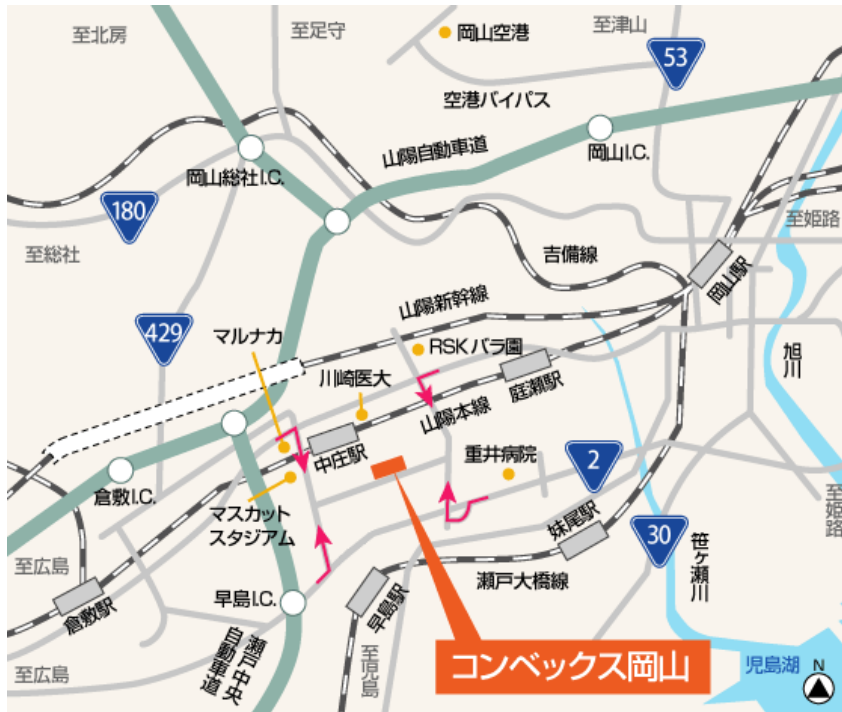 至北房
至足守
岡山空港
至津山
53
空港バイパス
山陽自動車道
岡山I.C.
岡山総社I.C.
180
至総社
吉備線
至姫路
岡山駅
429
山陽新幹線
マルナカ
RSKバラ園
川崎医大
庭瀬駅
旭川
山陽本線
中庄駅
重井病院
2
倉敷I.C.
マスカット
スタジアム
至姫路
妹尾駅
30
笹ヶ瀬川
至広島
倉敷駅
早島I.C.
早島駅
瀬戸大橋線
瀬戸中央
自動車道
至児島
至広島
コンベックス岡山
児島湖
N